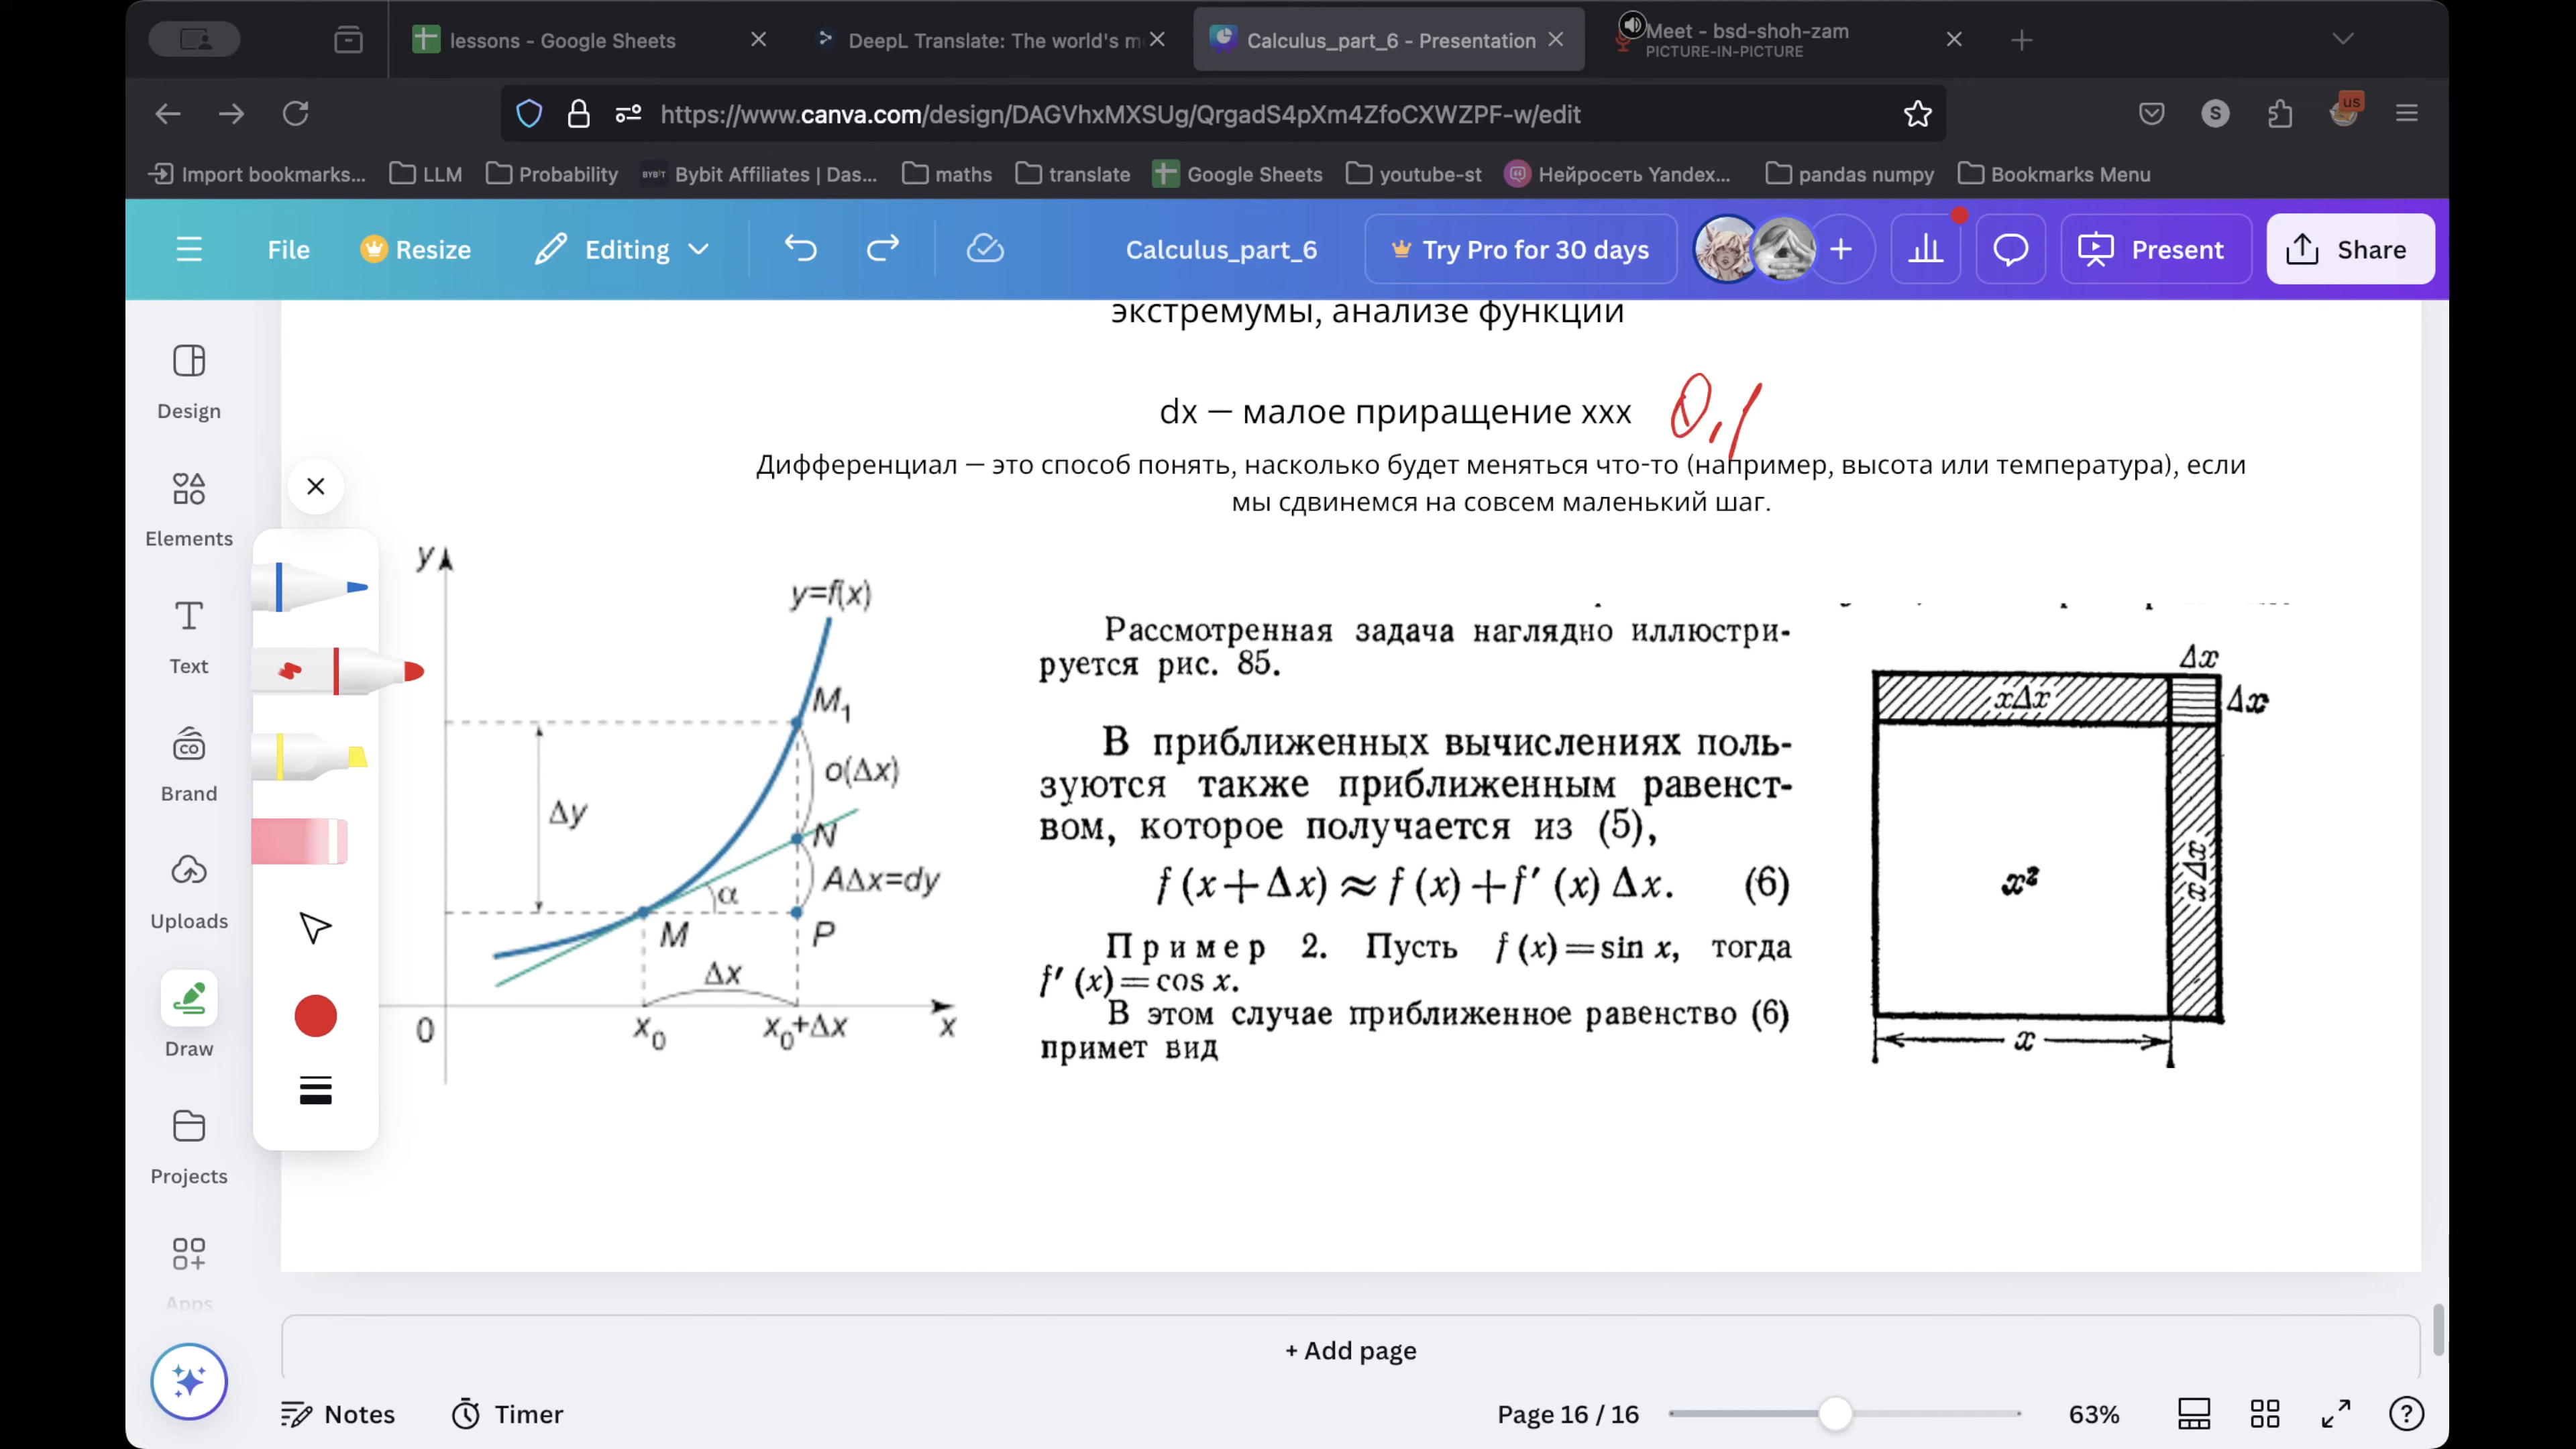 lessons - Google Sheets
DeepL Translate: The world's m
Calculus_part_6 - Presentation
Meet - bsd-shoh-zam
PICTURE-IN-PICTURE
https://www.canva.com/design/DAGVhxMXSUg/QrgadS4pXm4ZfoCXWZPF-w/edit
S
US
Import bookmarks...
LLM
Probability
BYBIT
Bybit Affiliates | Das...
maths
translate
Google Sheets
youtube-st
Нейросеть Yandex...
pandas numpy
Bookmarks Menu
File
Resize
Editing
Calculus_part_6
Try Pro for 30 days
Present
Share
Design
Elements
Text
Brand
Uploads
Draw
Projects
Apps
экстремумы, анализе функции
dx — малое приращение xxx
0,1
Дифференциал — это способ понять, насколько будет меняться что-то (например, высота или температура), если
мы сдвинемся на совсем маленький шаг.
y
y=f(x)
M₁
o(Δx)
Δy
N
AΔx=dy
α
M
P
Δx
0
x₀
x₀+Δx
x
Рассмотренная задача наглядно иллюстри-
руется рис. 85.
В приближенных вычислениях поль-
зуются также приближенным равенст-
вом, которое получается из (5),
f (x+Δx) ≈ f (x) +f′ (x) Δx. (6)
Пример 2. Пусть f (x)=sin x, тогда
f′ (x)=cos x.
В этом случае приближенное равенство (6)
примет вид
Δx
xΔx
Δx
x²
xΔx
x
+ Add page
Notes
Timer
Page 16 / 16
63%
?